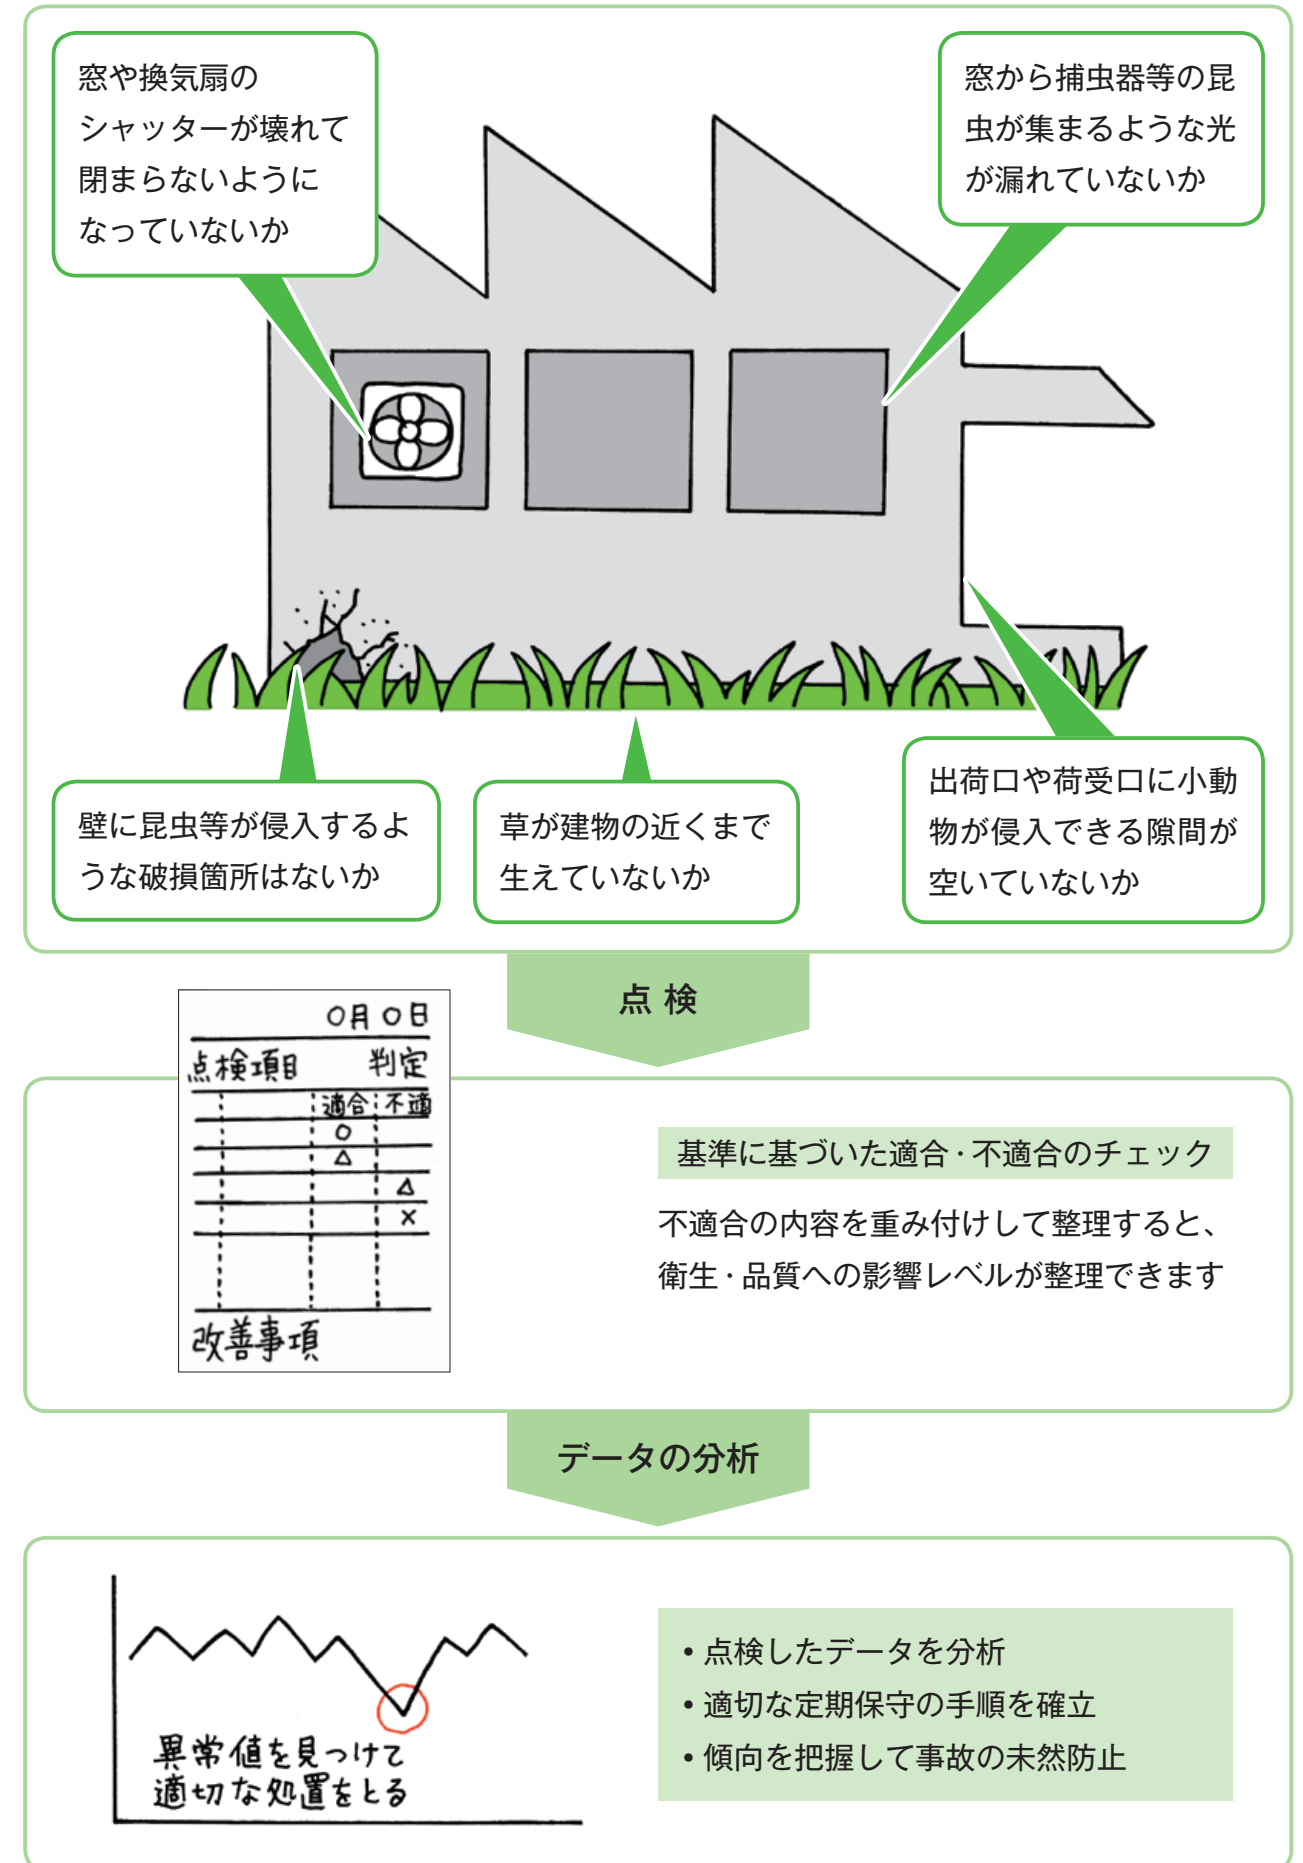 窓や換気扇の
シャッターが壊れて
閉まらないように
なっていないか
窓から捕虫器等の昆
虫が集まるような光
が漏れていないか
壁に昆虫等が侵入するよ
うな破損箇所はないか
草が建物の近くまで
生えていないか
出荷口や荷受口に小動
物が侵入できる隙間が
空いていないか
点 検
〇月〇日
点検項目 判定
適合 不適
○
△
△
×
改善事項
基準に基づいた適合・不適合のチェック
不適合の内容を重み付けして整理すると、
衛生・品質への影響レベルが整理できます
データの分析
異常値を見つけて
適切な処置をとる
• 点検したデータを分析
• 適切な定期保守の手順を確立
• 傾向を把握して事故の未然防止